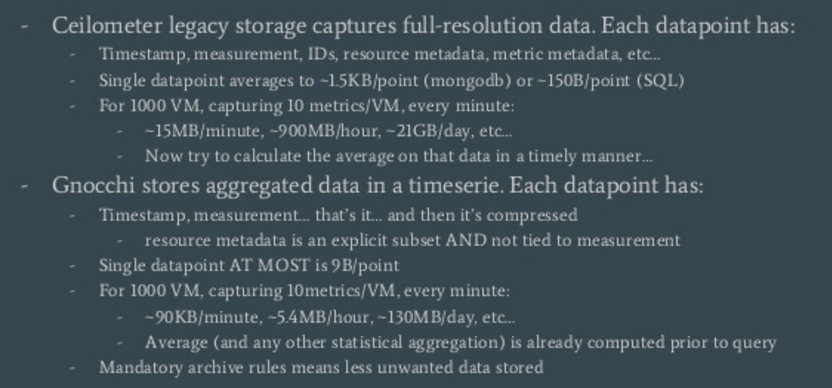 - Ceilometer legacy storage captures full-resolution data. Each datapoint has:
- Timestamp, measurement, IDs, resource metadata, metric metadata, etc...
- Single datapoint averages to ~1.5KB/point (mongodb) or ~150B/point (SQL)
- For 1000 VM, capturing 10 metrics/VM, every minute:
- ~15MB/minute, ~900MB/hour, ~21GB/day, etc...
- Now try to calculate the average on that data in a timely manner...
- Gnocchi stores aggregated data in a timeserie. Each datapoint has:
- Timestamp, measurement... that's it... and then it's compressed
- resource metadata is an explicit subset AND not tied to measurement
- Single datapoint AT MOST is 9B/point
- For 1000 VM, capturing 10metrics/VM, every minute:
- ~90KB/minute, ~5.4MB/hour, ~130MB/day, etc...
- Average (and any other statistical aggregation) is already computed prior to query
- Mandatory archive rules means less unwanted data stored